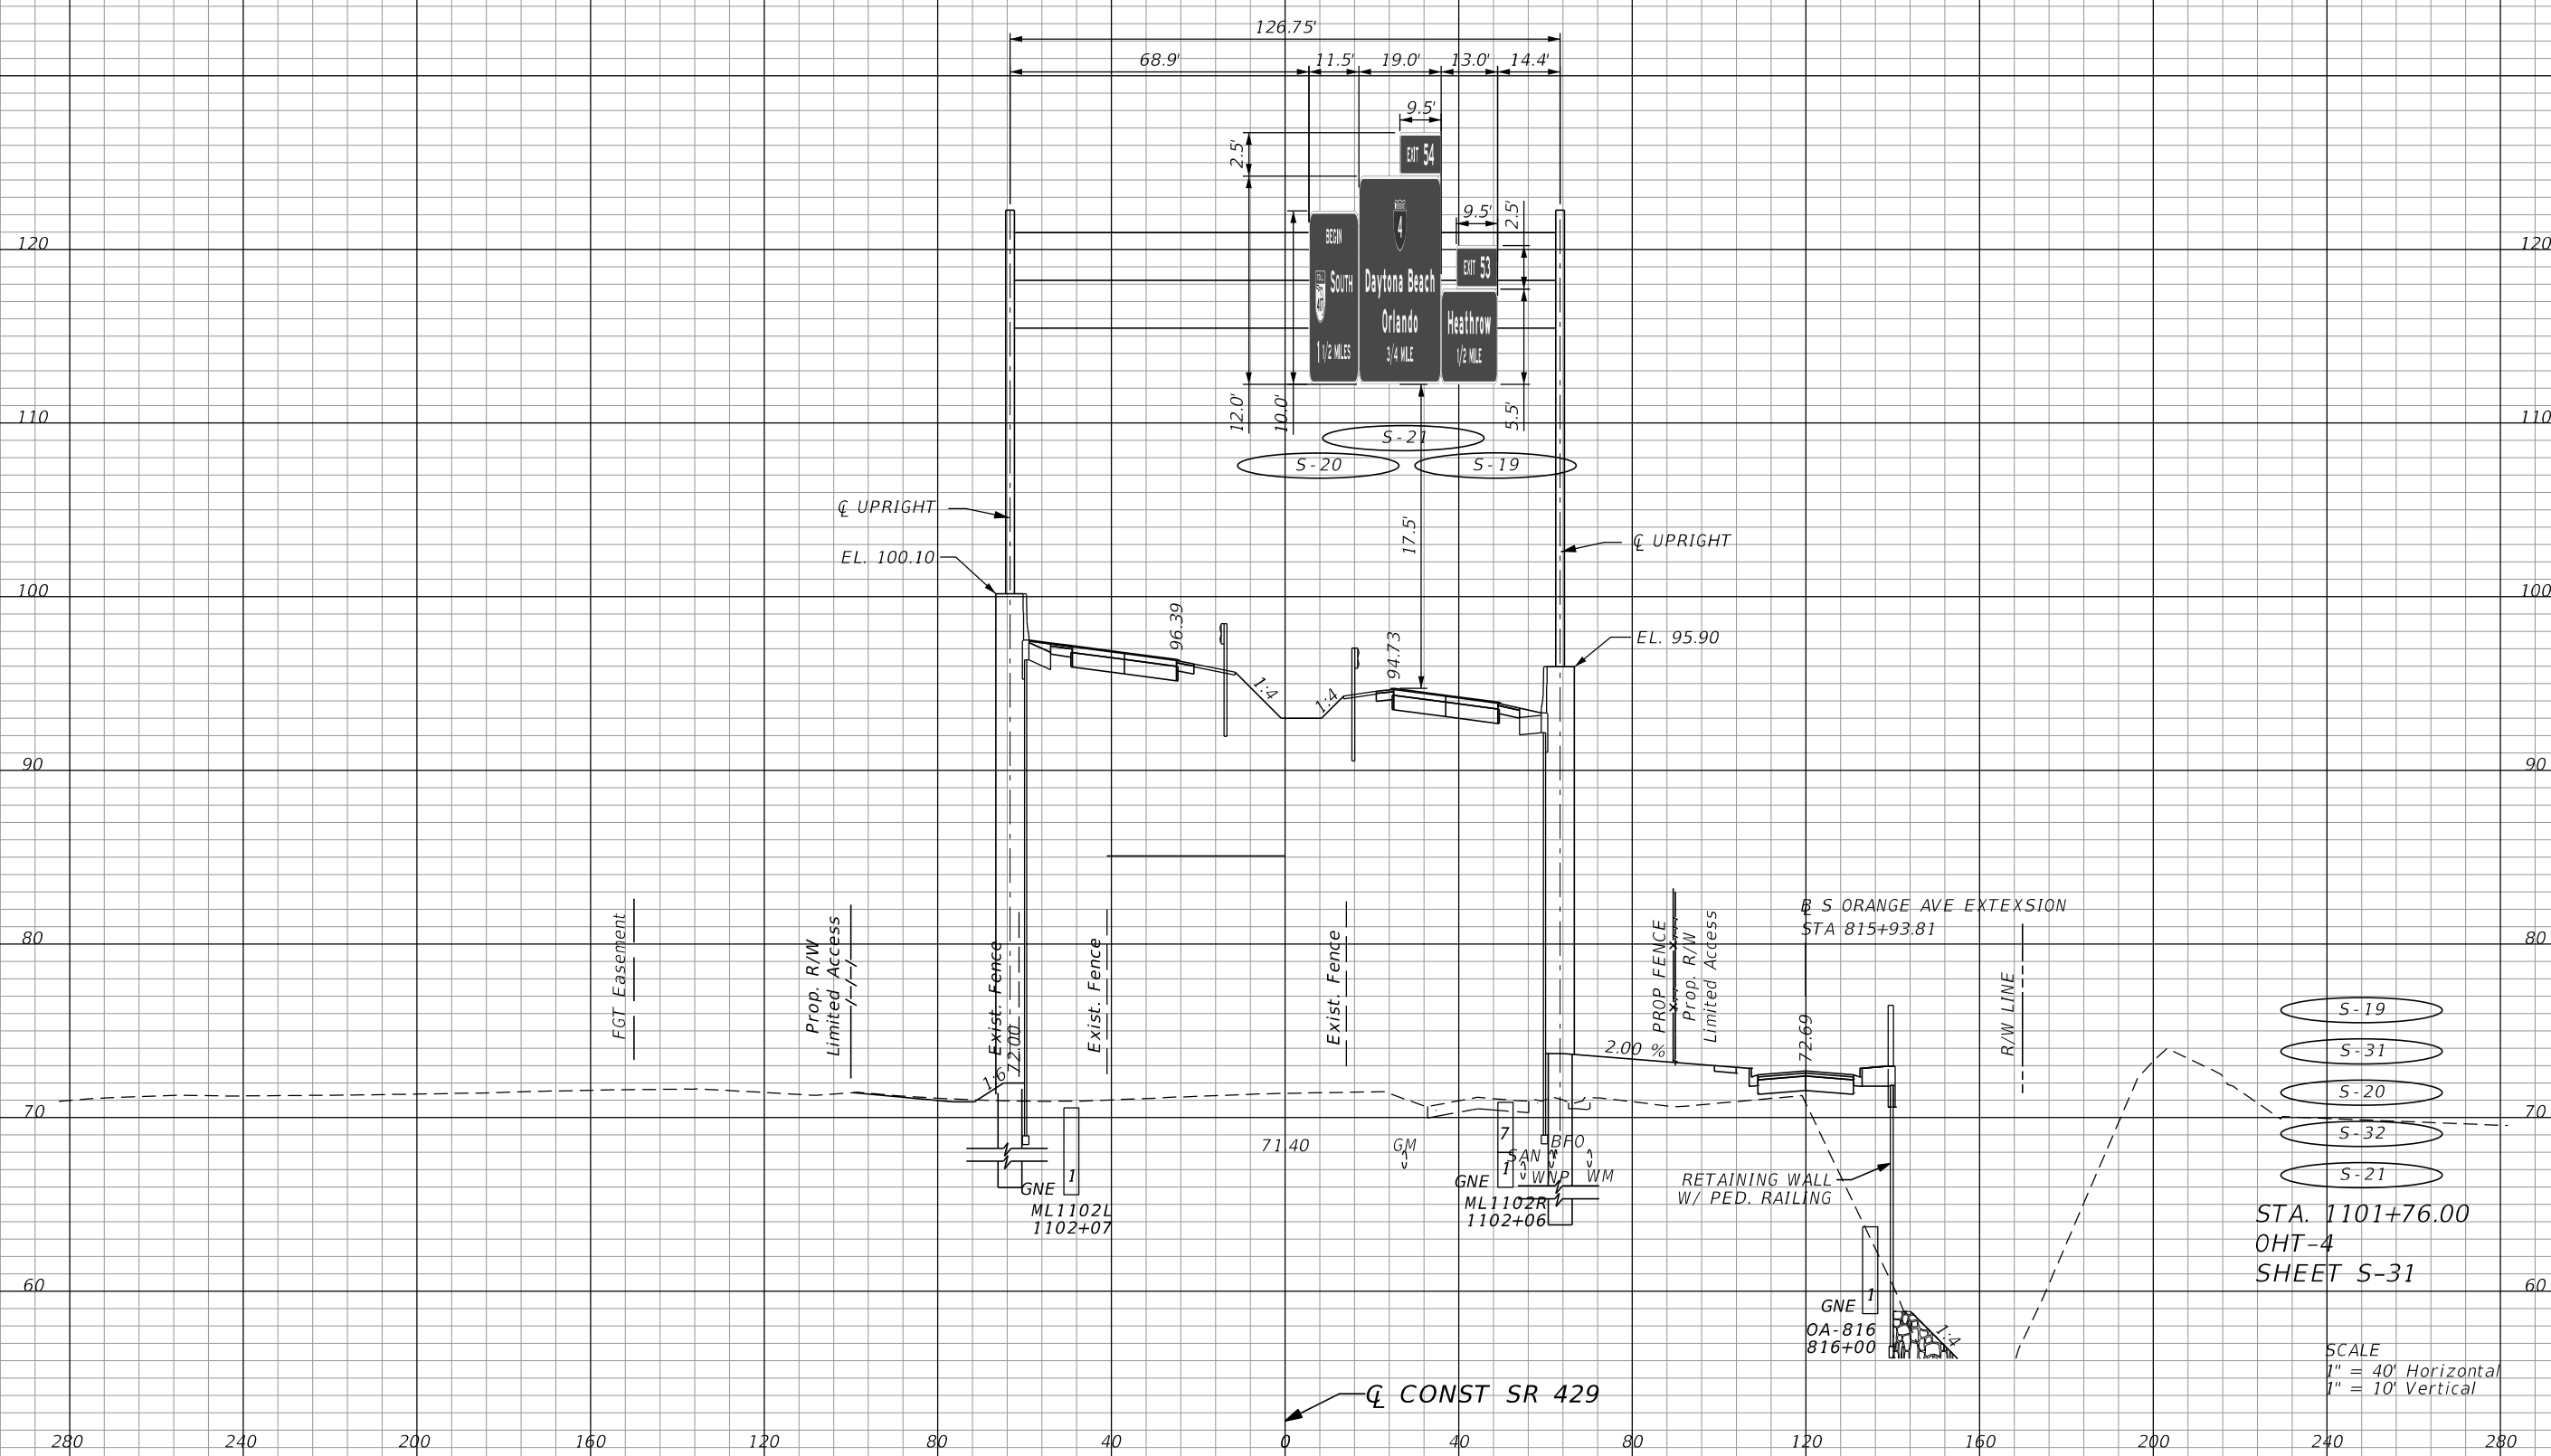 126.75'
68.9'
11.5'
19.0'
13.0'
14.4'
9.5'
2.5'
EXIT 54
9.5'
2.5'
BEGIN
4
EXIT 53
SOUTH
Daytona Beach
Orlando
Heathrow
1 1/2 MILES
3/4 MILE
1/2 MILE
12.0'
10.0'
5.5'
S-21
S-20
S-19
17.5'
120
120
110
110
100
100
90
90
80
80
70
70
60
60
℄ UPRIGHT
EL. 100.10
℄ UPRIGHT
EL. 95.90
96.39
94.73
1:4
1:4
FGT Easement
Prop. R/W
Limited Access
Exist. Fence
72.00
1:6
Exist. Fence
Exist. Fence
PROP FENCE
Prop. R/W
Limited Access
2.00 %
72.69
B S ORANGE AVE EXTEXSION
STA 815+93.81
R/W LINE
71.40
GM
7
1
SAN
BFO
WNP
WM
GNE
ML1102R
1102+06
1
GNE
ML1102L
1102+07
RETAINING WALL
W/ PED. RAILING
1
GNE
OA-816
816+00
1:4
S-19
S-31
S-20
S-32
S-21
STA. 1101+76.00
OHT-4
SHEET S-31
SCALE
1" = 40' Horizontal
1" = 10' Vertical
℄ CONST SR 429
280
240
200
160
120
80
40
0
40
80
120
160
200
240
280